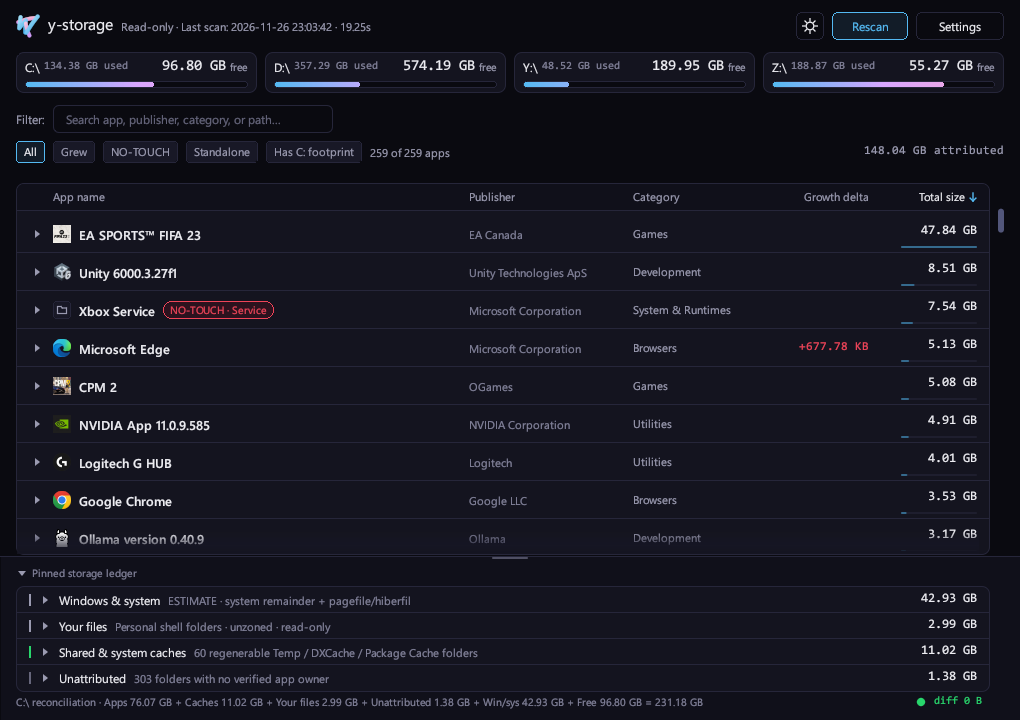 y-storage Read-only · Last scan: 2026-11-26 23:03:42 · 19.25s Rescan Settings
C:\ 134.38 GB used 96.80 GB free D:\ 357.29 GB used 574.19 GB free Y:\ 48.52 GB used 189.95 GB free Z:\ 188.87 GB used 55.27 GB free
Filter: Search app, publisher, category, or path...
All Grew NO-TOUCH Standalone Has C: footprint 259 of 259 apps 148.04 GB attributed
App name Publisher Category Growth delta Total size ↓
EA SPORTS™ FIFA 23 EA Canada Games 47.84 GB
Unity 6000.3.27f1 Unity Technologies ApS Development 8.51 GB
Xbox Service NO-TOUCH · Service Microsoft Corporation System & Runtimes 7.54 GB
Microsoft Edge Microsoft Corporation Browsers +677.78 KB 5.13 GB
CPM 2 OGames Games 5.08 GB
NVIDIA App 11.0.9.585 NVIDIA Corporation Utilities 4.91 GB
Logitech G HUB Logitech Utilities 4.01 GB
Google Chrome Google LLC Browsers 3.53 GB
Ollama version 0.40.9 Ollama Development 3.17 GB
Pinned storage ledger
Windows & system ESTIMATE · system remainder + pagefile/hiberfil 42.93 GB
Your files Personal shell folders · unzoned · read-only 2.99 GB
Shared & system caches 60 regenerable Temp / DXCache / Package Cache folders 11.02 GB
Unattributed 303 folders with no verified app owner 1.38 GB
C:\ reconciliation · Apps 76.07 GB + Caches 11.02 GB + Your files 2.99 GB + Unattributed 1.38 GB + Win/sys 42.93 GB + Free 96.80 GB = 231.18 GB diff 0 B